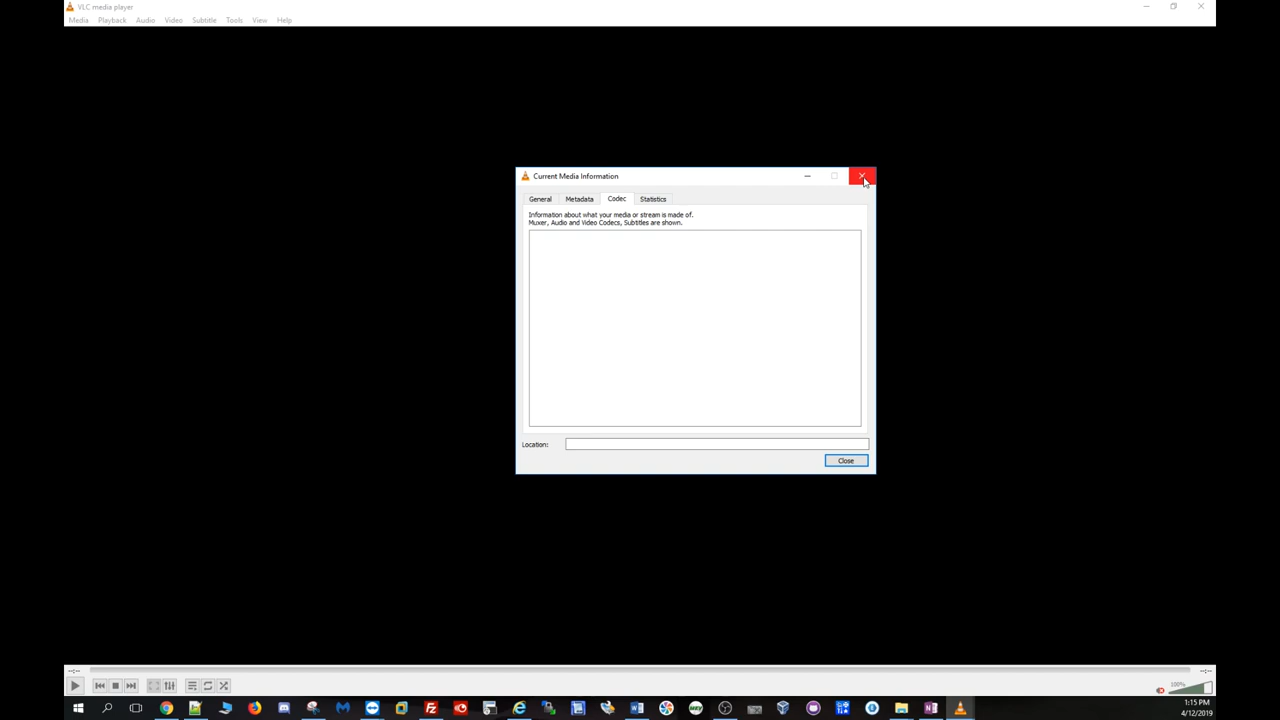 VLC media player
Media Playback Audio Video Subtitle Tools View Help
Current Media Information
General Metadata Codec Statistics
Information about what your media or stream is made of.
Muxer, Audio and Video Codecs, Subtitles are shown.
Location:
Close
--:-- --:--
100%
MEY
1:15 PM
4/12/2019